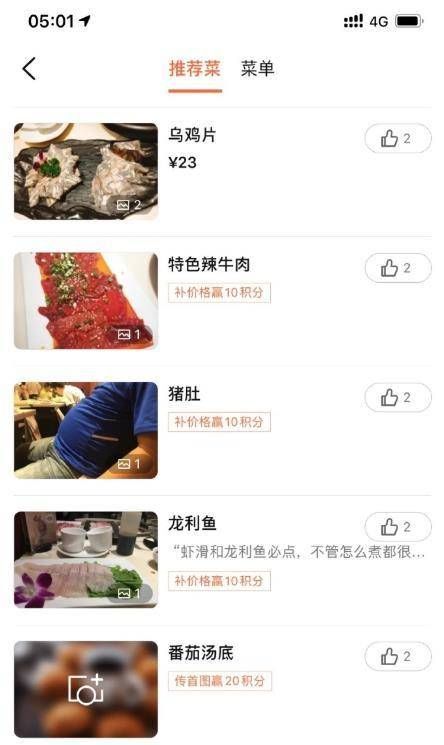 05:01
4G
推荐菜 菜单
乌鸡片
2
¥23
2
特色辣牛肉
2
补价格赢10积分
1
猪肚
2
补价格赢10积分
1
龙利鱼
2
“虾滑和龙利鱼必点，不管怎么煮都很...
补价格赢10积分
1
番茄汤底
2
传首图赢20积分